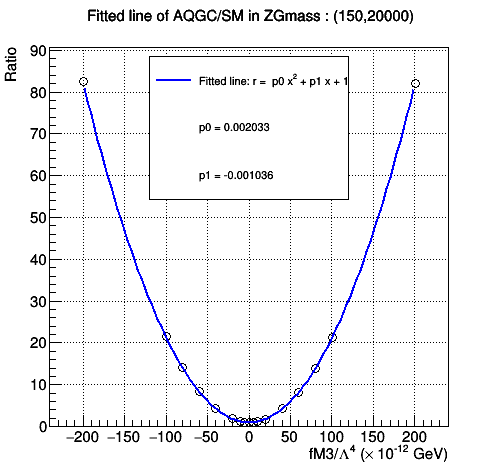 Fitted line of AQGC/SM in ZGmass : (150,20000)
Ratio
90
80
70
60
50
40
30
20
10
0
Fitted line: r = p0 x² + p1 x + 1
p0 = 0.002033
p1 = -0.001036
−200 −150 −100 −50 0 50 100 150 200
fM3/Λ⁴ (× 10⁻¹² GeV)